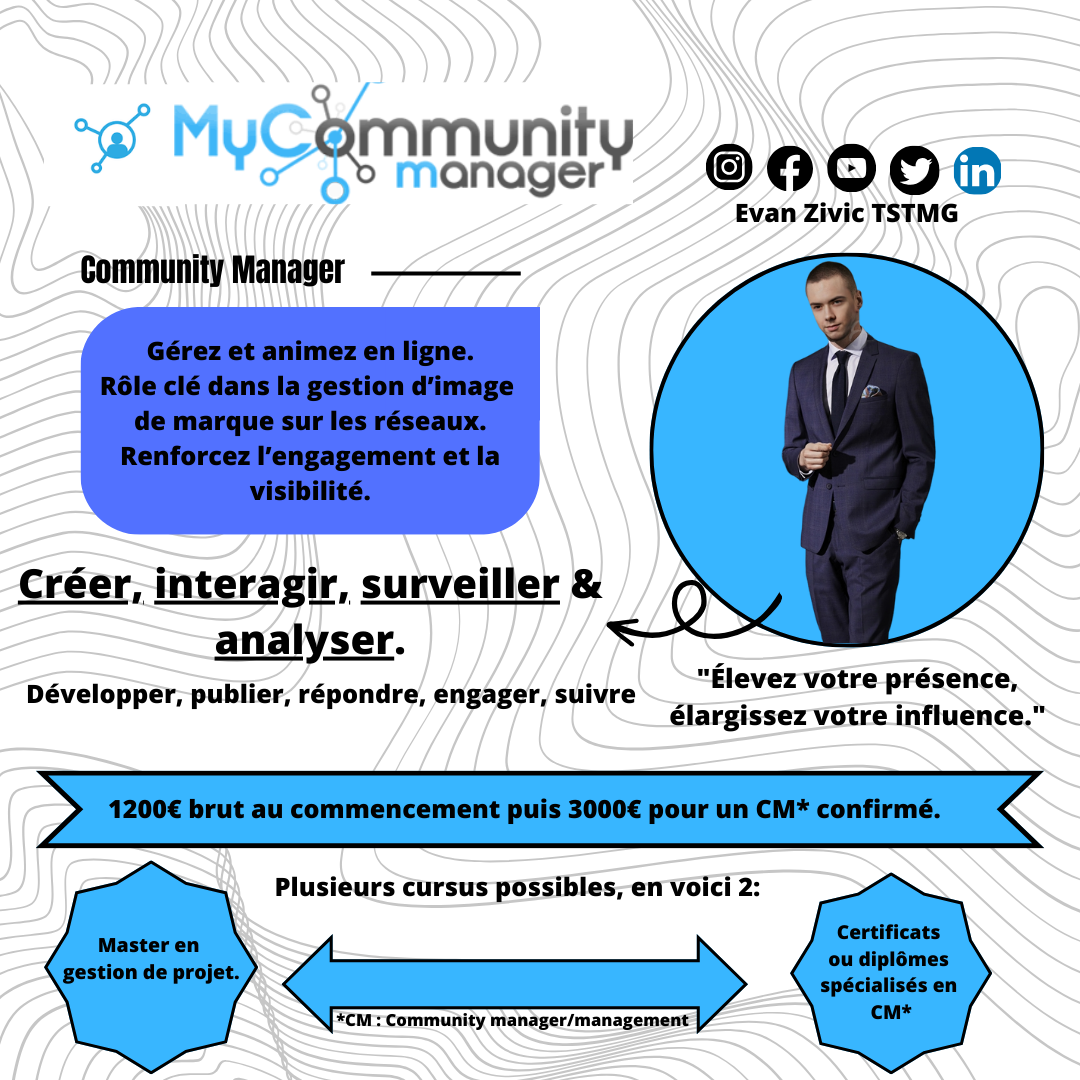 MyCommunity
manager
Evan Zivic TSTMG
Community Manager
Gérez et animez en ligne.
Rôle clé dans la gestion d’image
de marque sur les réseaux.
Renforcez l’engagement et la
visibilité.
Créer, interagir, surveiller &
analyser.
Développer, publier, répondre, engager, suivre
"Élevez votre présence,
élargissez votre influence."
1200€ brut au commencement puis 3000€ pour un CM* confirmé.
Plusieurs cursus possibles, en voici 2:
Master en
gestion de projet.
Certificats
ou diplômes
spécialisés en
CM*
*CM : Community manager/management